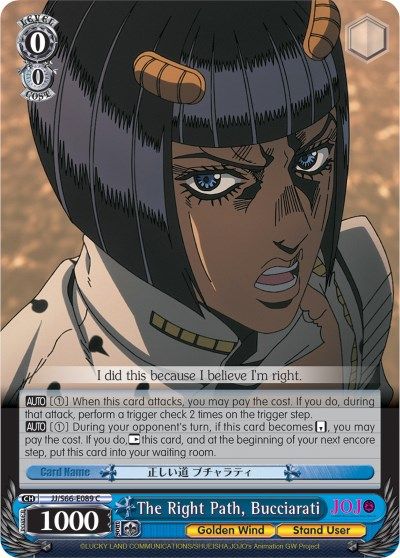 LEVEL
0
0
COST
I did this because I believe I'm right.
AUTO [①] When this card attacks, you may pay the cost. If you do, during
that attack, perform a trigger check 2 times on the trigger step.
AUTO [①] During your opponent's turn, if this card becomes , you may
pay the cost. If you do, this card, and at the beginning of your next encore
step, put this card into your waiting room.
Card Name 正しい道 ブチャラティ
CH JJ/S66-E089 C
1000
The Right Path, Bucciarati JOJO
Golden Wind Stand User
©LUCKY LAND COMMUNICATIONS/SHUEISHA,JOJO's Animation GW Project